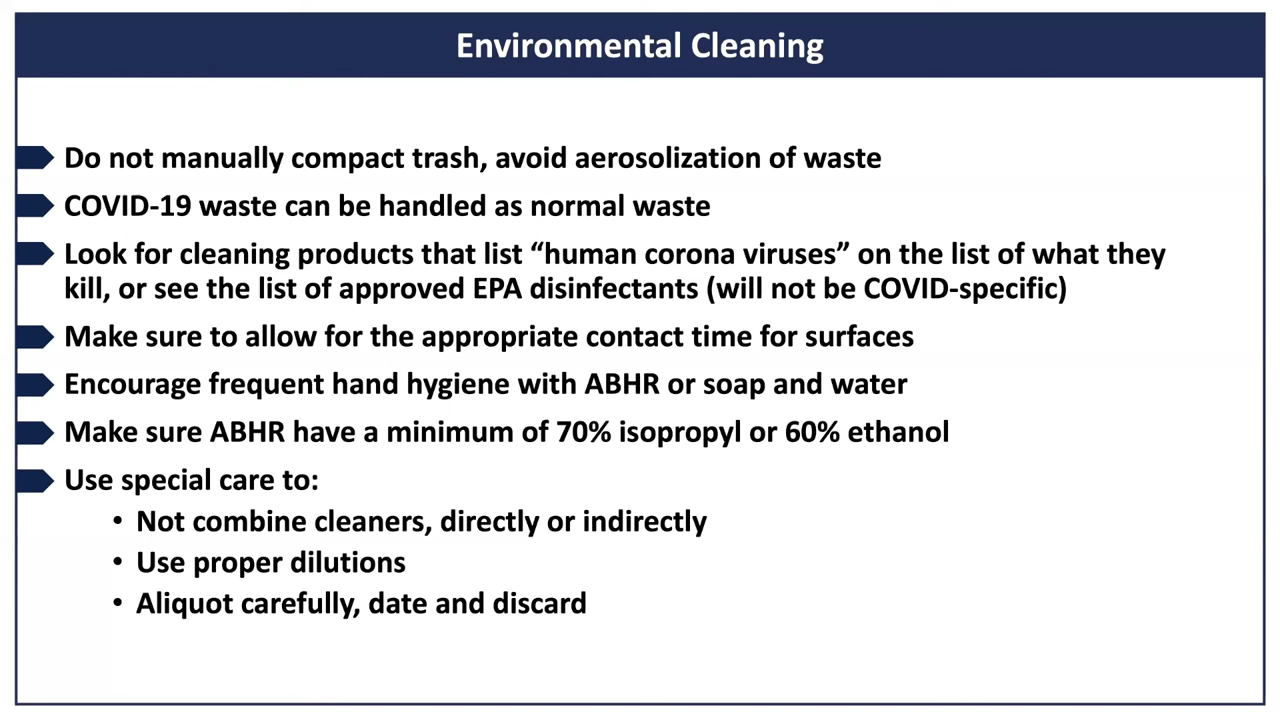 Environmental Cleaning
Do not manually compact trash, avoid aerosolization of waste
COVID-19 waste can be handled as normal waste
Look for cleaning products that list “human corona viruses” on the list of what they
kill, or see the list of approved EPA disinfectants (will not be COVID-specific)
Make sure to allow for the appropriate contact time for surfaces
Encourage frequent hand hygiene with ABHR or soap and water
Make sure ABHR have a minimum of 70% isopropyl or 60% ethanol
Use special care to:
• Not combine cleaners, directly or indirectly
• Use proper dilutions
• Aliquot carefully, date and discard